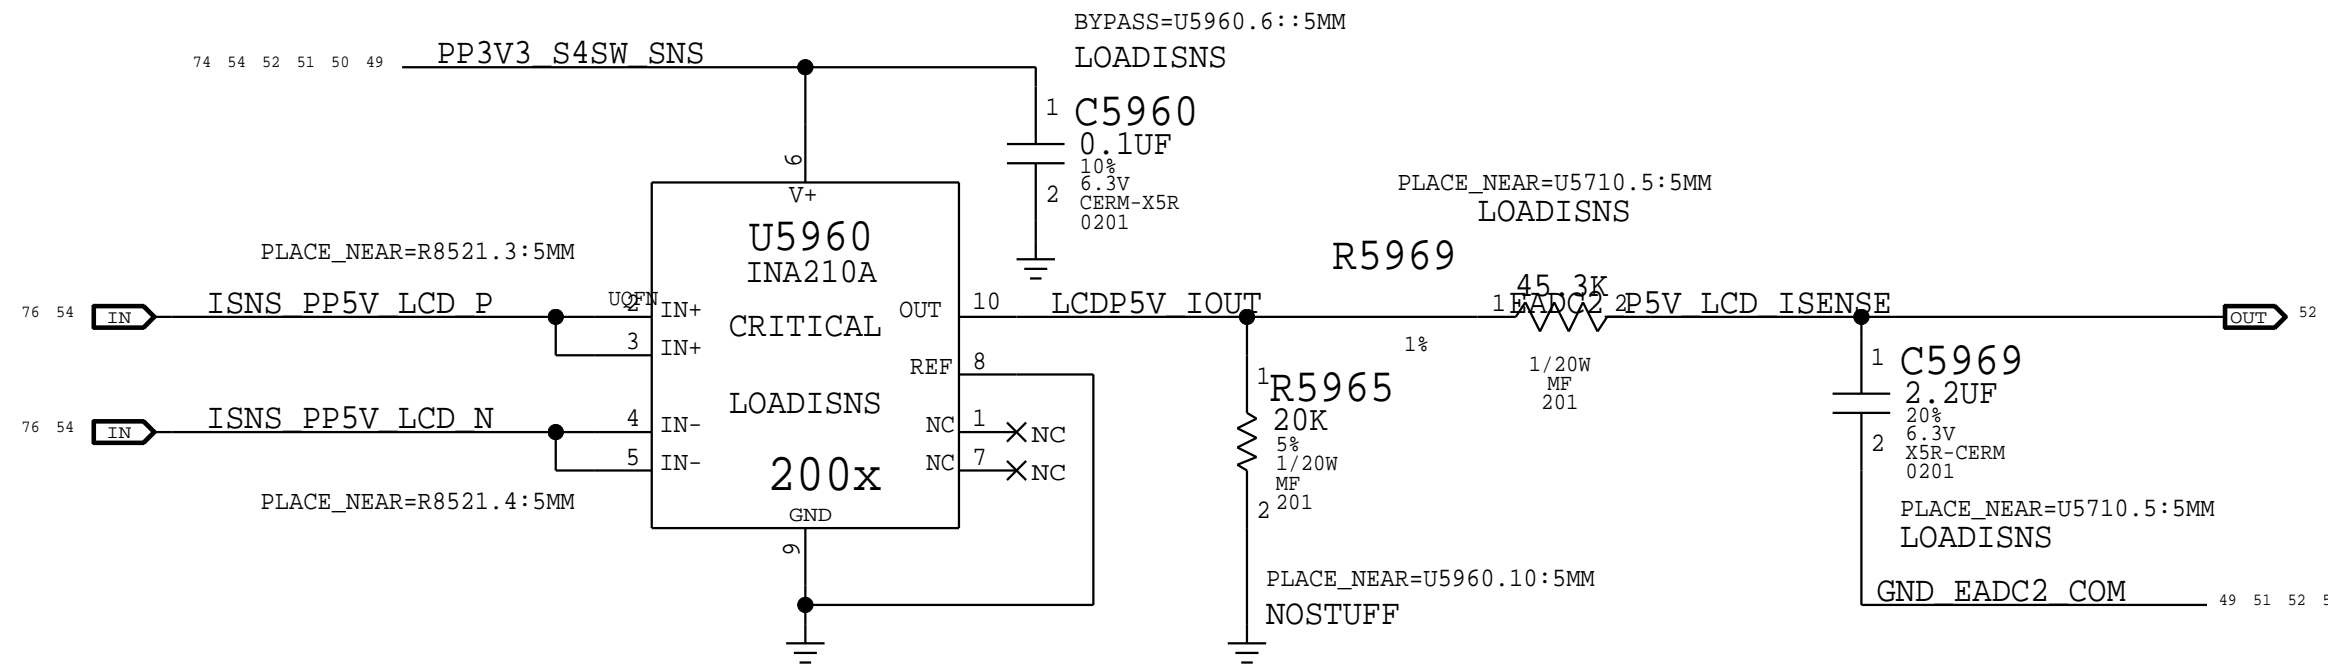 BYPASS=U5960.6::5MM
LOADISNS
74 54 52 51 50 49
PP3V3_S4SW_SNS
1
C5960
0.1UF
10%
6.3V
CERM-X5R
0201
2
6
V+
U5960
INA210A
UQFN
CRITICAL
LOADISNS
200x
GND
9
PLACE_NEAR=R8521.3:5MM
76 54
IN
ISNS_PP5V_LCD_P
2
IN+
3
IN+
76 54
IN
ISNS_PP5V_LCD_N
4
IN-
5
IN-
PLACE_NEAR=R8521.4:5MM
OUT
10
LCDP5V_IOUT
REF
8
NC
1
NC
NC
7
NC
PLACE_NEAR=U5710.5:5MM
LOADISNS
R5969
45.3K
1
EADC2_P5V_LCD_ISENSE
2
1%
1/20W
MF
201
OUT
52
1
R5965
20K
5%
1/20W
MF
201
2
PLACE_NEAR=U5960.10:5MM
NOSTUFF
1
C5969
2.2UF
20%
6.3V
X5R-CERM
0201
2
PLACE_NEAR=U5710.5:5MM
LOADISNS
GND_EADC2_COM
49 51 52